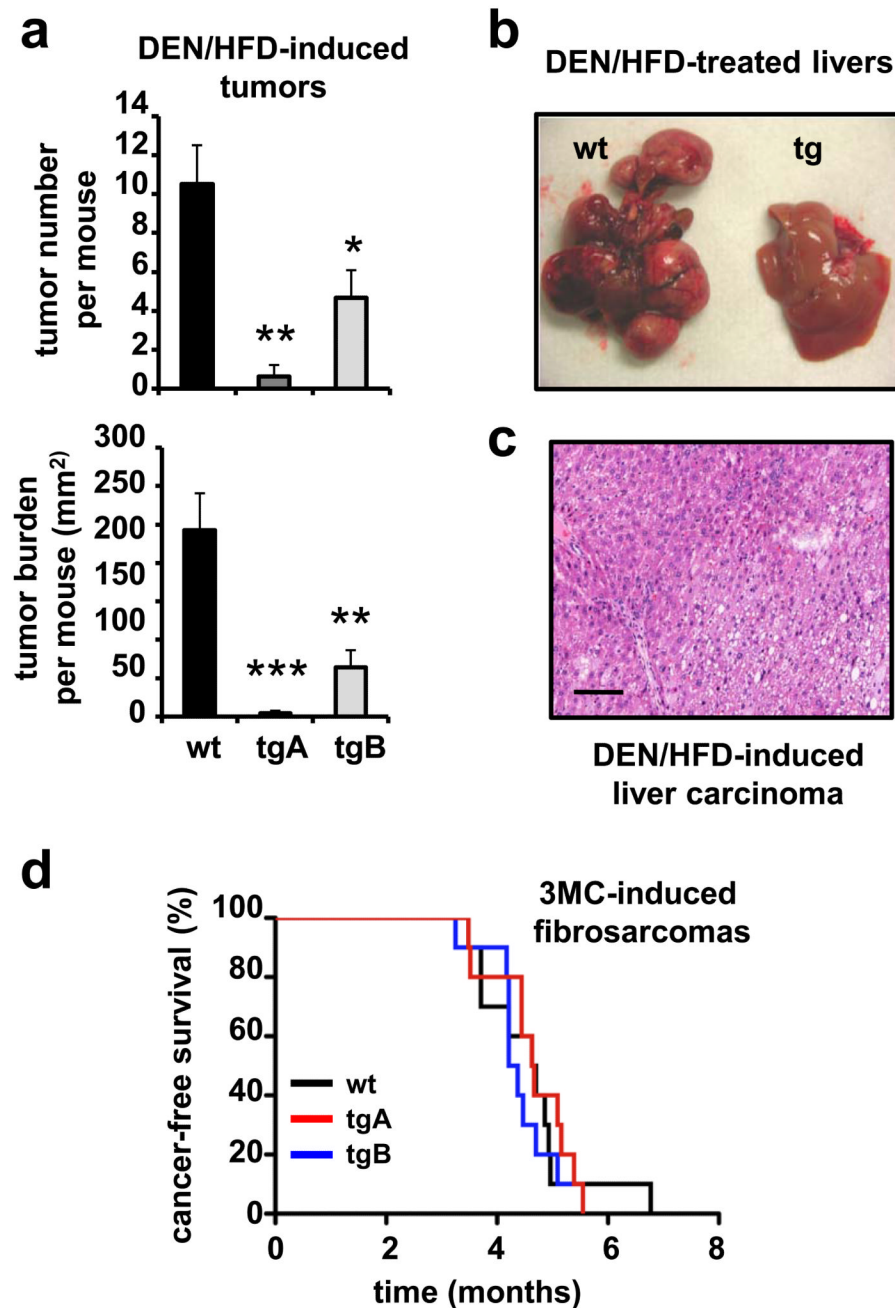 a
DEN/HFD-induced
tumors
tumor number
per mouse
14
12
10
8
6
4
2
0
**
*
tumor burden
per mouse (mm²)
300
250
200
150
100
50
0
***
**
wt tgA tgB
b
DEN/HFD-treated livers
wt tg
c
DEN/HFD-induced
liver carcinoma
d
3MC-induced
fibrosarcomas
cancer-free survival (%)
100
80
60
40
20
0
wt
tgA
tgB
0 2 4 6 8
time (months)